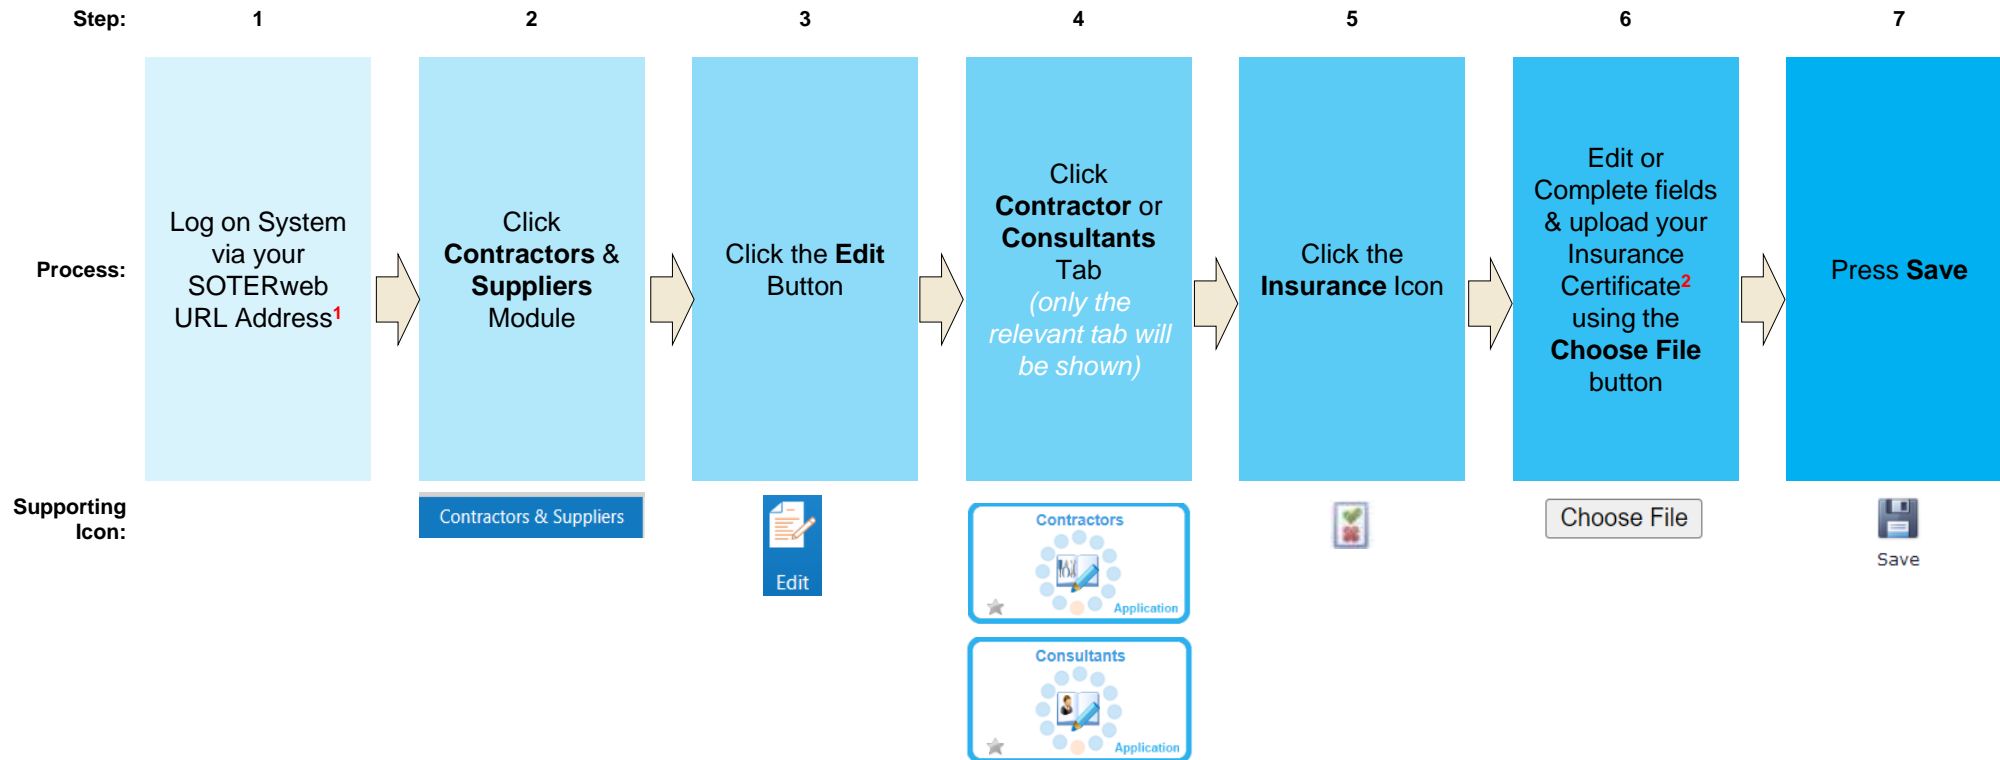 Step: 1 2 3 4 5 6 7
Process:
Log on System
via your
SOTERweb
URL Address1
Click
Contractors &
Suppliers
Module
Click the Edit
Button
Click
Contractor or
Consultants
Tab
(only the
relevant tab will
be shown)
Click the
Insurance Icon
Edit or
Complete fields
& upload your
Insurance
Certificate2
using the
Choose File
button
Press Save
Supporting
Icon:
Contractors & Suppliers
Edit
Contractors
Application
Consultants
Application
Choose File
Save